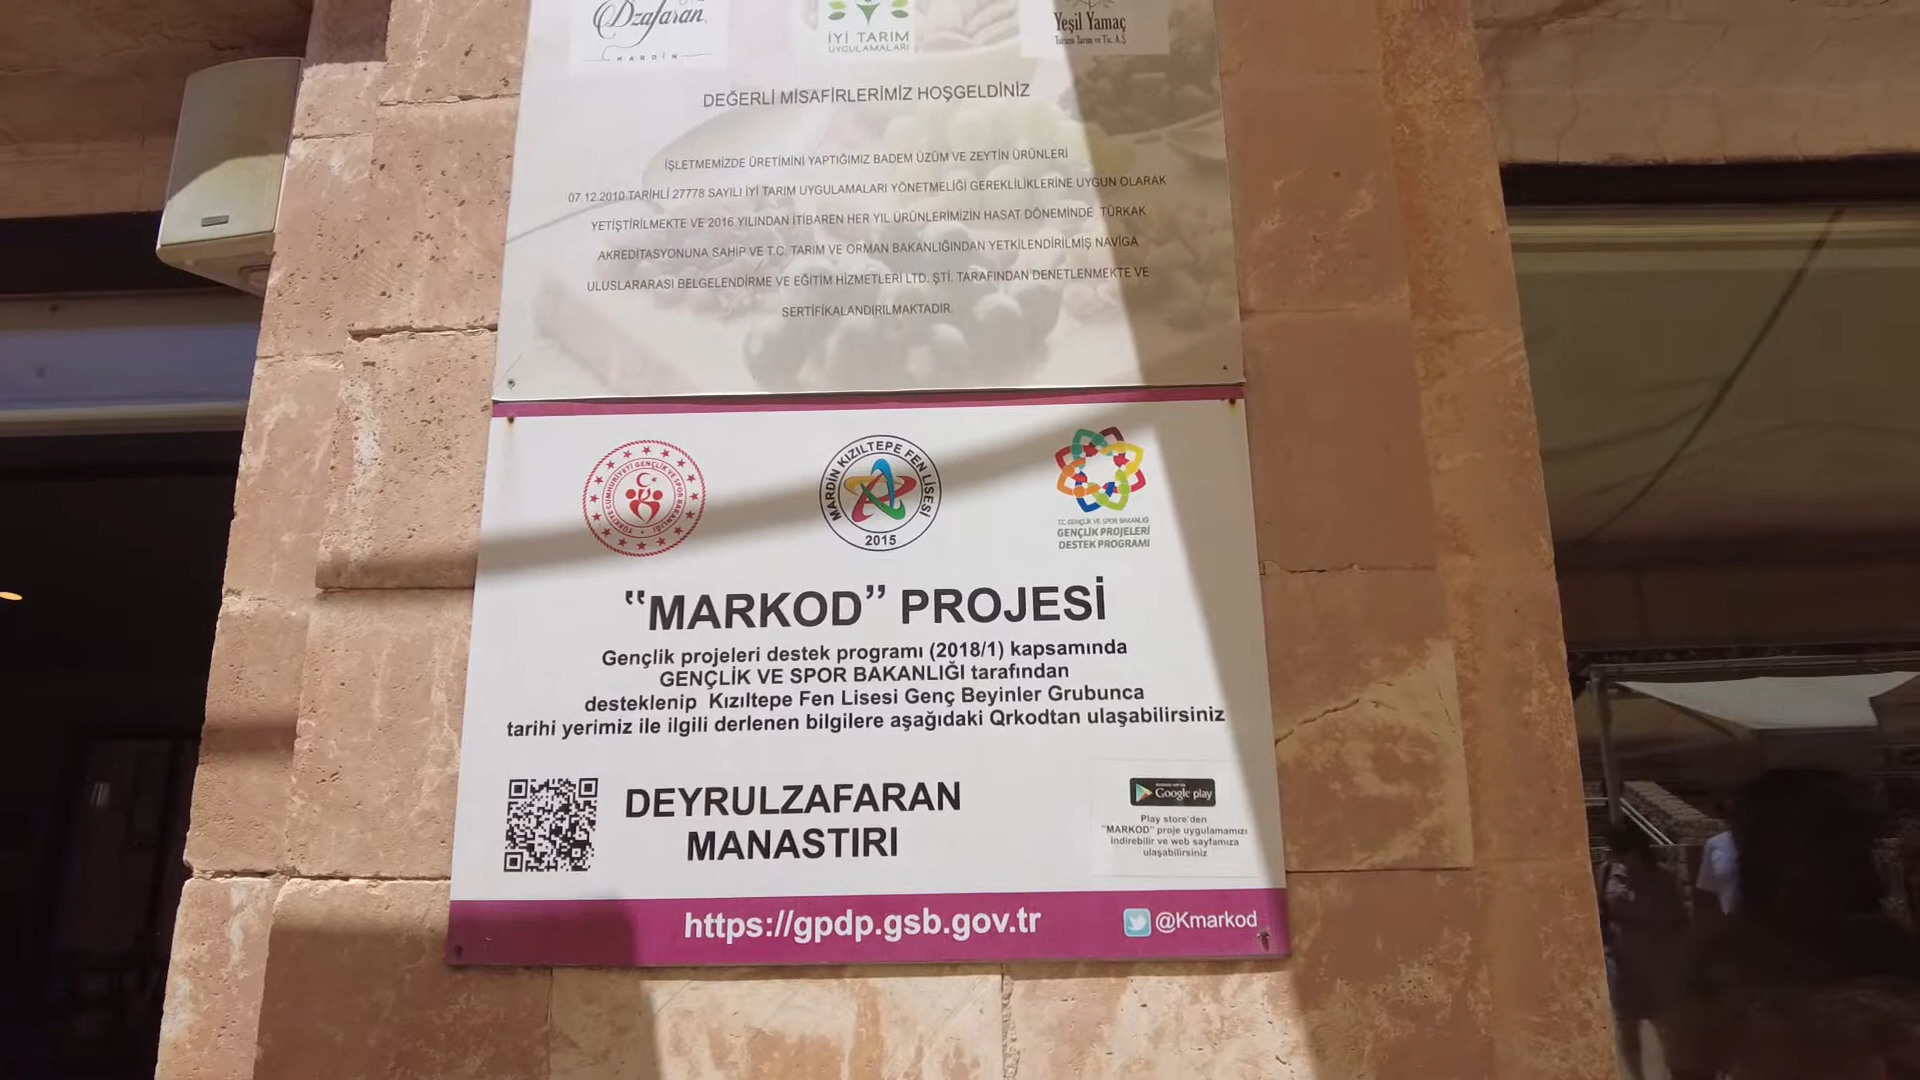 Dzafaran
MARDİN
İYİ TARIM
UYGULAMALARI
Yeşil Yamaç
Turizm Tarım ve Tic. A.Ş.
DEĞERLİ MİSAFİRLERİMİZ HOŞGELDİNİZ
İŞLETMEMİZDE ÜRETİMİNİ YAPTIĞIMIZ BADEM ÜZÜM VE ZEYTİN ÜRÜNLERİ
07.12.2010 TARİHLİ 27778 SAYILI İYİ TARIM UYGULAMALARI YÖNETMELİĞİ GEREKLİLİKLERİNE UYGUN OLARAK
YETİŞTİRİLMEKTE VE 2016 YILINDAN İTİBAREN HER YIL ÜRÜNLERİMİZİN HASAT DÖNEMİNDE TÜRKAK
AKREDİTASYONUNA SAHİP VE T.C. TARIM VE ORMAN BAKANLIĞINDAN YETKİLENDİRİLMİŞ NAVİGA
ULUSLARARASI BELGELENDİRME VE EĞİTİM HİZMETLERİ LTD. ŞTİ. TARAFINDAN DENETLENMEKTE VE
SERTİFİKALANDIRILMAKTADIR.
TÜRKİYE CUMHURİYETİ GENÇLİK VE SPOR BAKANLIĞI
MARDİN KIZILTEPE FEN LİSESİ
2015
T.C. GENÇLİK VE SPOR BAKANLIĞI
GENÇLİK PROJELERİ
DESTEK PROGRAMI
"MARKOD" PROJESİ
Gençlik projeleri destek programı (2018/1) kapsamında
GENÇLİK VE SPOR BAKANLIĞI tarafından
desteklenip Kızıltepe Fen Lisesi Genç Beyinler Grubunca
tarihi yerimiz ile ilgili derlenen bilgilere aşağıdaki Qrkodtan ulaşabilirsiniz
DEYRULZAFARAN
MANASTIRI
Google play
Play store'den
"MARKOD" proje uygulamamızı
indirebilir ve web sayfamıza
ulaşabilirsiniz
https://gpdp.gsb.gov.tr
@Kmarkod